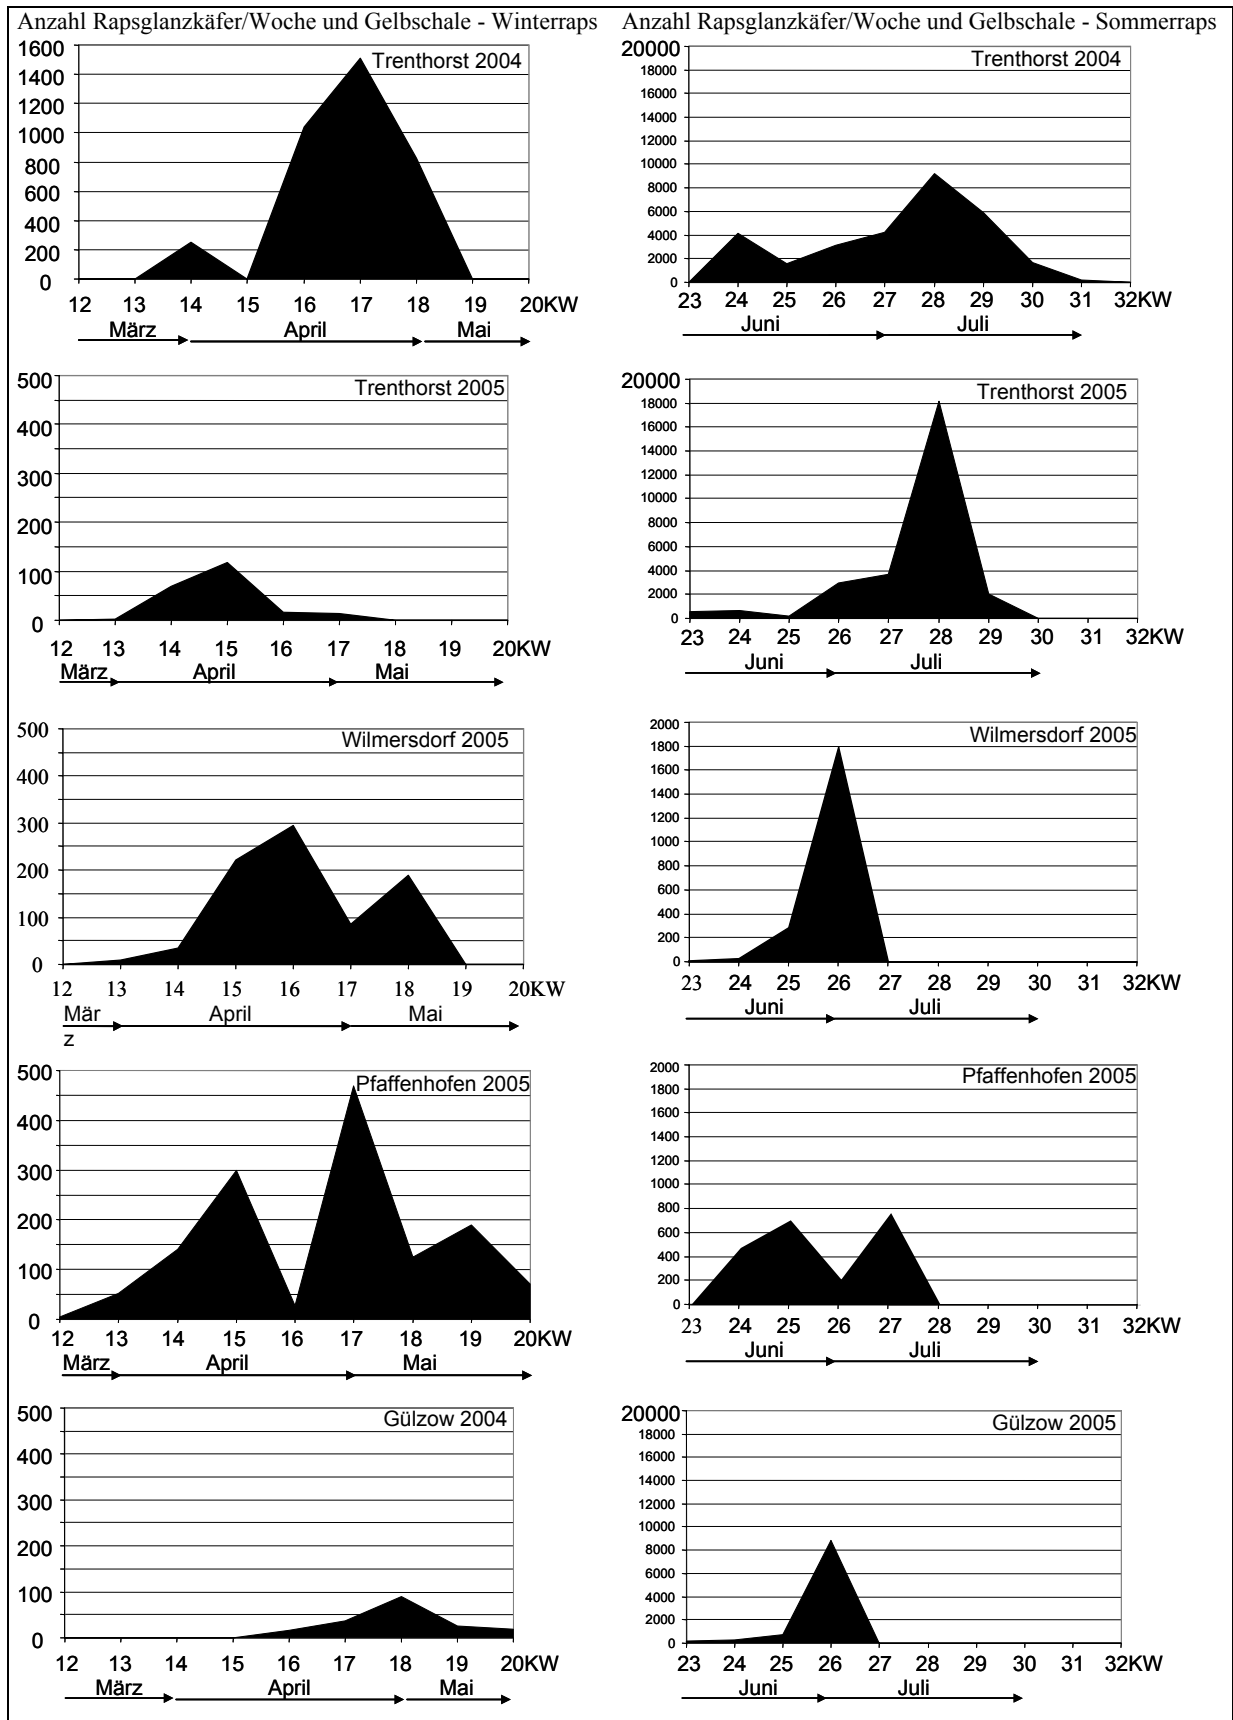 Anzahl Rapsglanzkäfer/Woche und Gelbschale - Winterraps
Trenthorst 2004
1600
1400
1200
1000
800
600
400
200
0
12 13 14 15 16 17 18 19 20KW
März April Mai
Trenthorst 2005
500
400
300
200
100
0
12 13 14 15 16 17 18 19 20KW
März April Mai
Wilmersdorf 2005
500
400
300
200
100
0
12 13 14 15 16 17 18 19 20KW
Mär April Mai
z
Pfaffenhofen 2005
500
400
300
200
100
0
12 13 14 15 16 17 18 19 20KW
März April Mai
Gülzow 2004
500
400
300
200
100
0
12 13 14 15 16 17 18 19 20KW
März April Mai
Anzahl Rapsglanzkäfer/Woche und Gelbschale - Sommerraps
Trenthorst 2004
20000
18000
16000
14000
12000
10000
8000
6000
4000
2000
0
23 24 25 26 27 28 29 30 31 32KW
Juni Juli
Trenthorst 2005
20000
18000
16000
14000
12000
10000
8000
6000
4000
2000
0
23 24 25 26 27 28 29 30 31 32KW
Juni Juli
Wilmersdorf 2005
2000
1800
1600
1400
1200
1000
800
600
400
200
0
23 24 25 26 27 28 29 30 31 32KW
Juni Juli
Pfaffenhofen 2005
2000
1800
1600
1400
1200
1000
800
600
400
200
0
23 24 25 26 27 28 29 30 31 32KW
Juni Juli
Gülzow 2005
20000
18000
16000
14000
12000
10000
8000
6000
4000
2000
0
23 24 25 26 27 28 29 30 31 32KW
Juni Juli